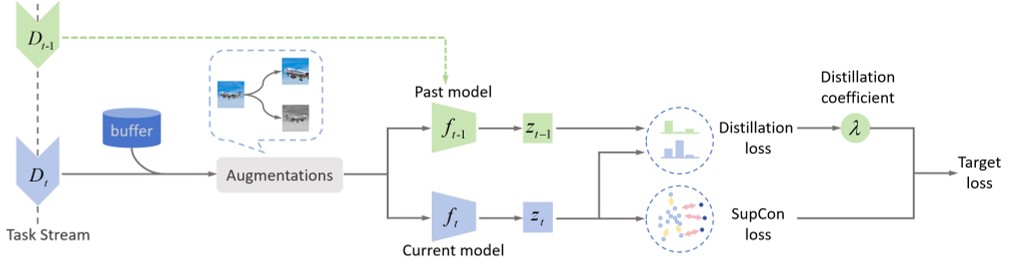 D_{t-1}
D_t
Task Stream
buffer
Augmentations
Past model
f_{t-1}
z_{t-1}
f_t
z_t
Current model
Distillation
loss
SupCon
loss
Distillation
coefficient
λ
Target
loss